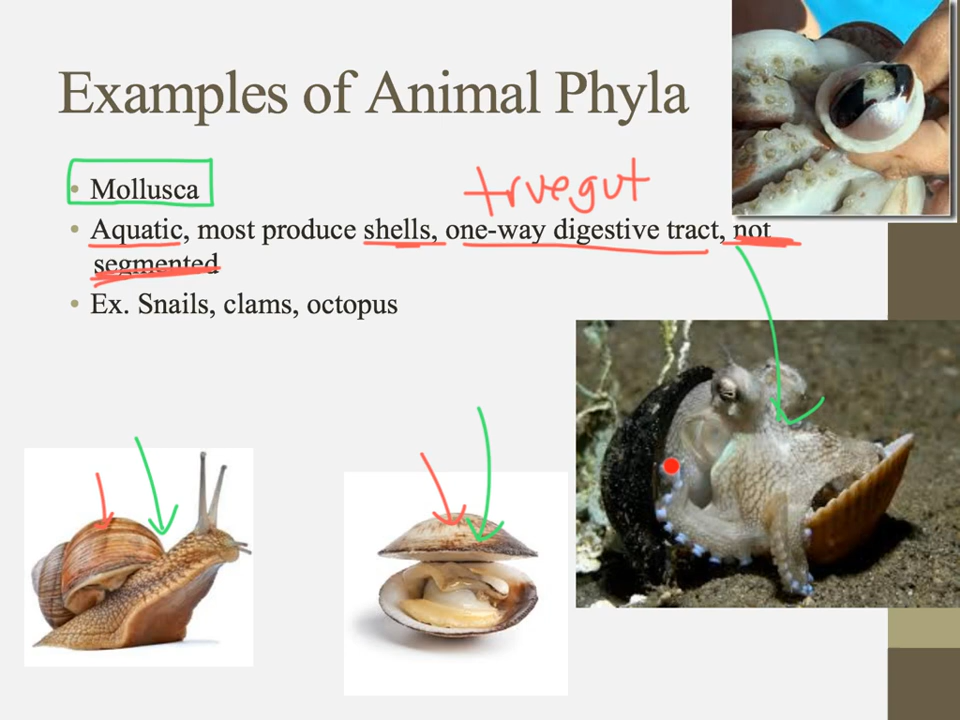 Examples of Animal Phyla
• Mollusca
truegut
• Aquatic, most produce shells, one-way digestive tract, not
segmented
• Ex. Snails, clams, octopus